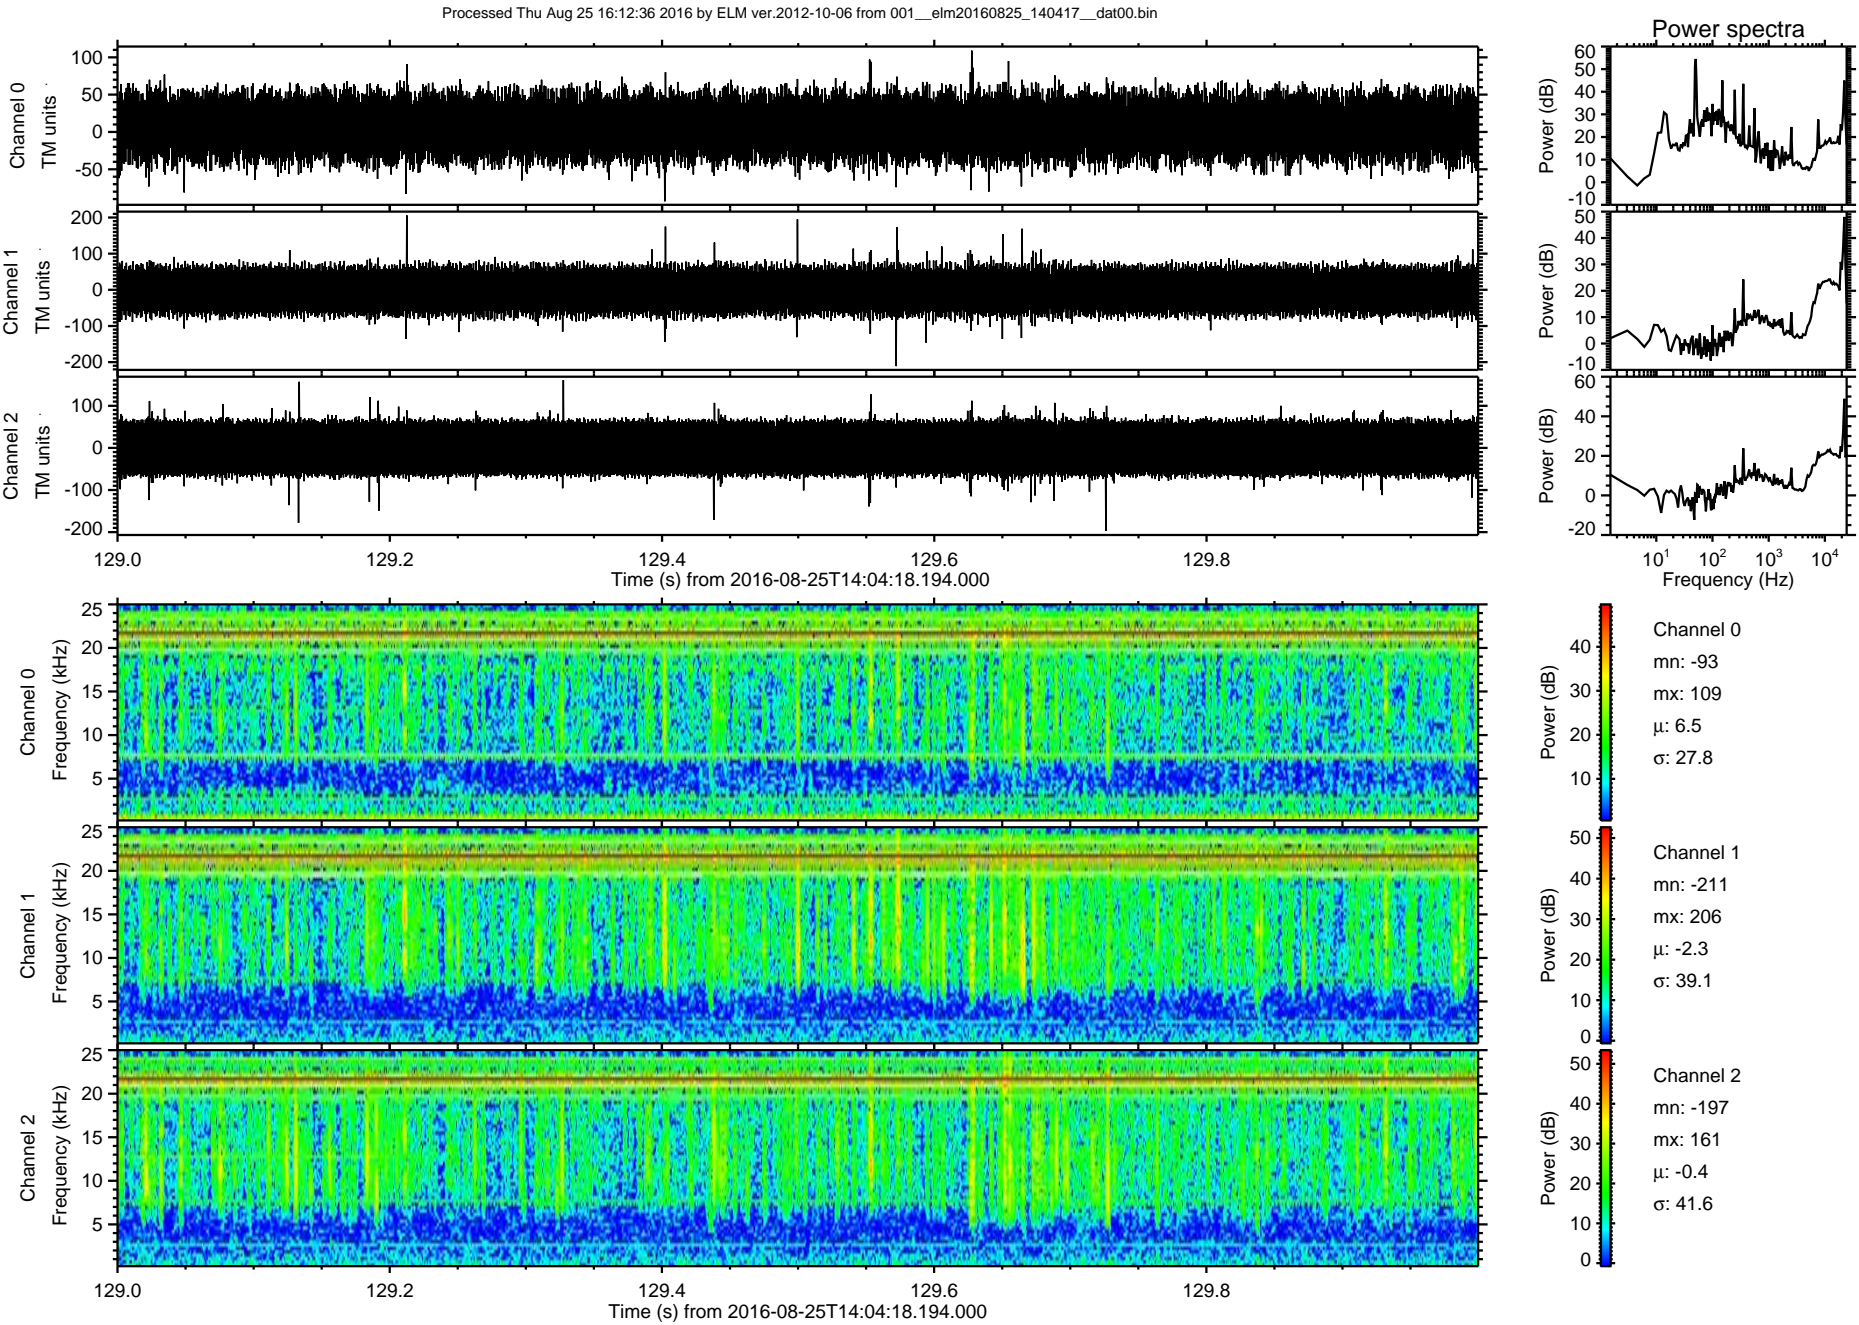 Processed Thu Aug 25 16:12:36 2016 by ELM ver.2012-10-06 from 001__elm20160825_140417__dat00.bin
Power spectra
Channel 0
TM units
100
50
0
-50
Power (dB)
60
50
40
30
20
10
0
-10
Channel 1
TM units
200
100
0
-100
-200
Power (dB)
50
40
30
20
10
0
-10
Channel 2
TM units
100
0
-100
-200
Power (dB)
60
40
20
0
-20
129.0 129.2 129.4 129.6 129.8
Time (s) from 2016-08-25T14:04:18.194.000
10^1 10^2 10^3 10^4
Frequency (Hz)
Channel 0
Frequency (kHz)
25
20
15
10
5
Power (dB)
40
30
20
10
Channel 0
mn: -93
mx: 109
μ: 6.5
σ: 27.8
Channel 1
Frequency (kHz)
25
20
15
10
5
Power (dB)
50
40
30
20
10
0
Channel 1
mn: -211
mx: 206
μ: -2.3
σ: 39.1
Channel 2
Frequency (kHz)
25
20
15
10
5
Power (dB)
50
40
30
20
10
0
Channel 2
mn: -197
mx: 161
μ: -0.4
σ: 41.6
129.0 129.2 129.4 129.6 129.8
Time (s) from 2016-08-25T14:04:18.194.000